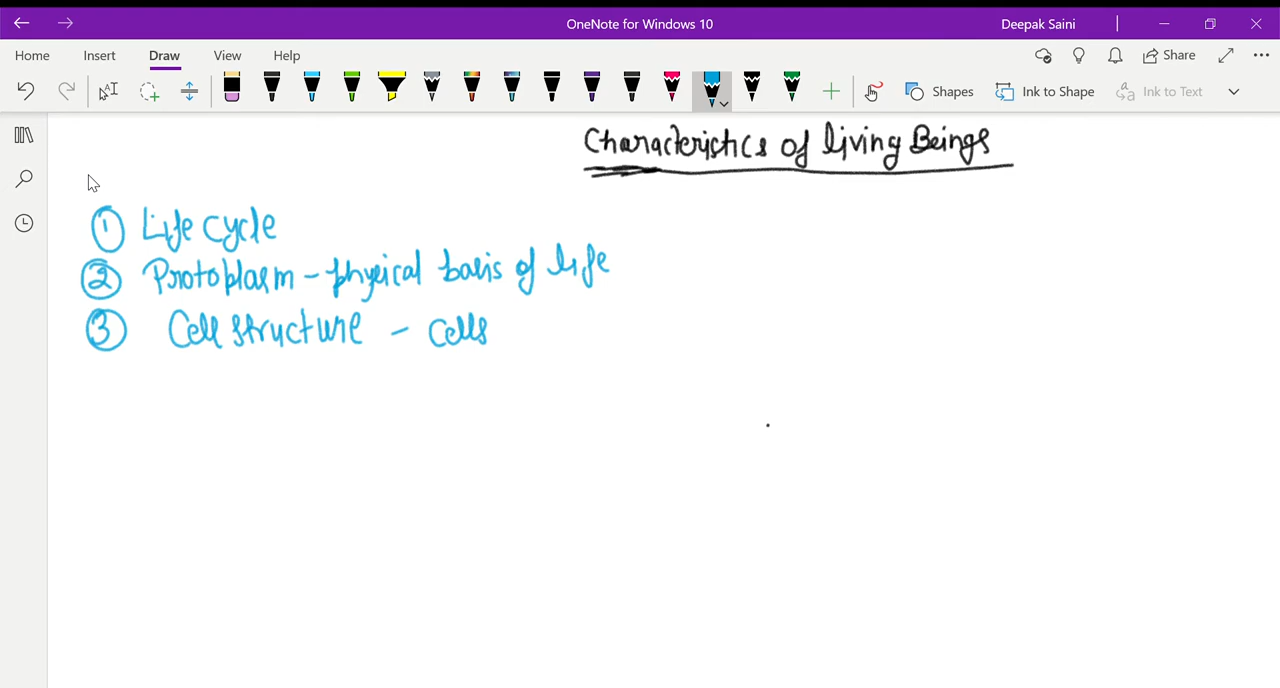 OneNote for Windows 10
Deepak Saini
Home Insert Draw View Help
Share
Shapes Ink to Shape Ink to Text
Characteristics of living Beings
① Life cycle
② Protoplasm - physical basis of life
③ Cell structure - cells